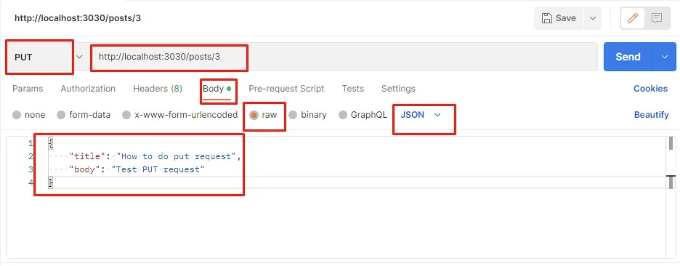 http://localhost:3030/posts/3
Save
PUT
http://localhost:3030/posts/3
Send
Params Authorization Headers (8) Body Pre-request Script Tests Settings Cookies
none form-data x-www-form-urlencoded raw binary GraphQL JSON Beautify
1 {
2 "title": "How to do put request",
3 "body": "Test PUT request"
4 }